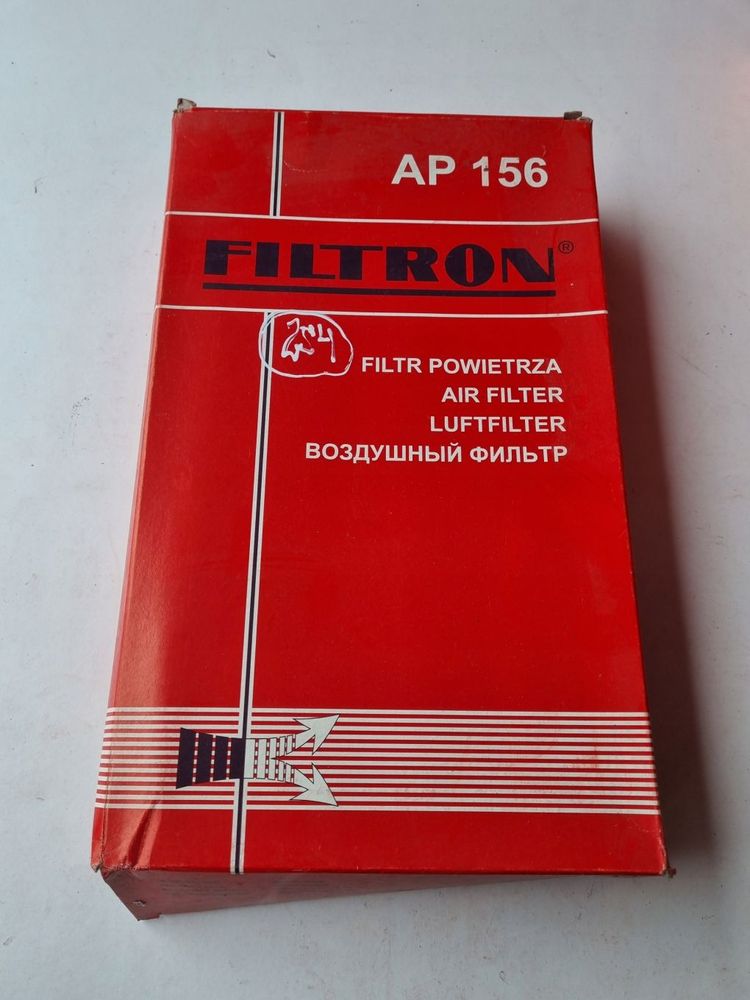 AP 156
FILTRON®
FILTR POWIETRZA
AIR FILTER
LUFTFILTER
ВОЗДУШНЫЙ ФИЛЬТР